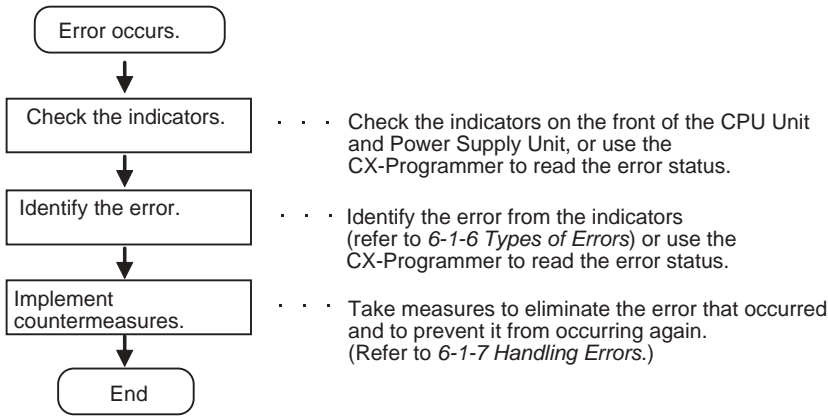 Error occurs.
Check the indicators.
. . . Check the indicators on the front of the CPU Unit
and Power Supply Unit, or use the
CX-Programmer to read the error status.
Identify the error.
. . . Identify the error from the indicators
(refer to 6-1-6 Types of Errors) or use the
CX-Programmer to read the error status.
Implement
countermeasures.
. . . Take measures to eliminate the error that occurred
and to prevent it from occurring again.
(Refer to 6-1-7 Handling Errors.)
End